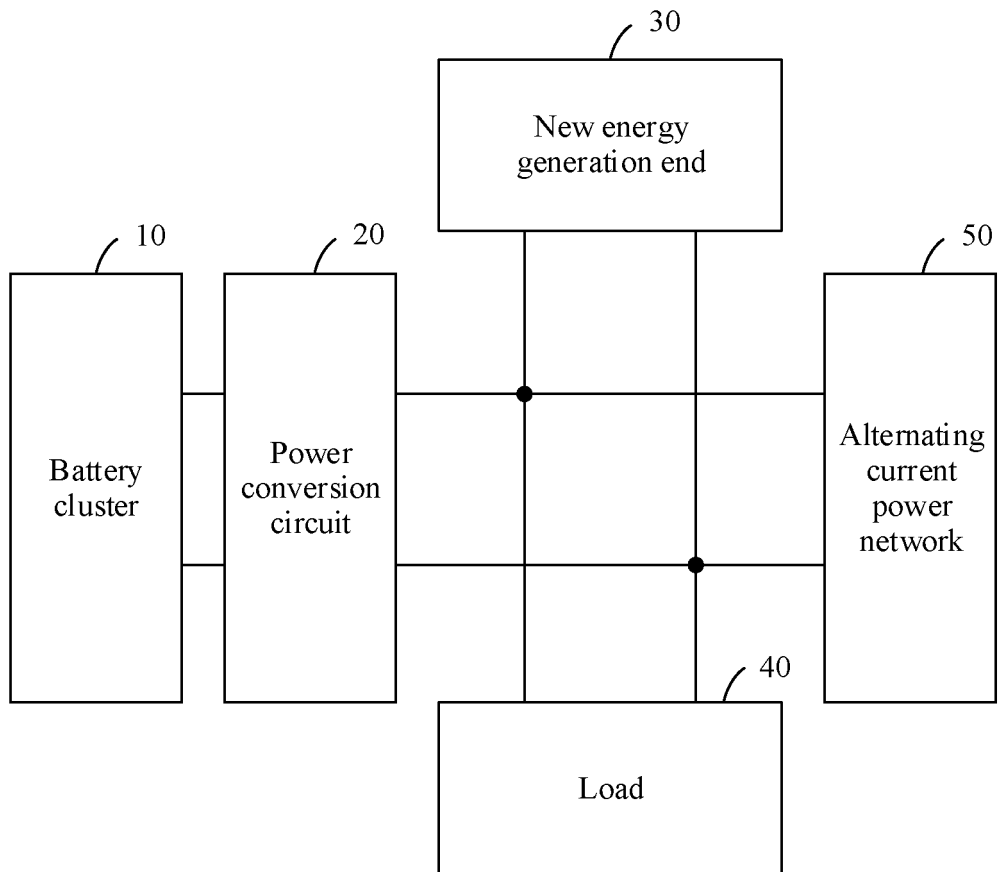 30
New energy
generation end
10
20
50
Battery
cluster
Power
conversion
circuit
Alternating
current
power
network
40
Load